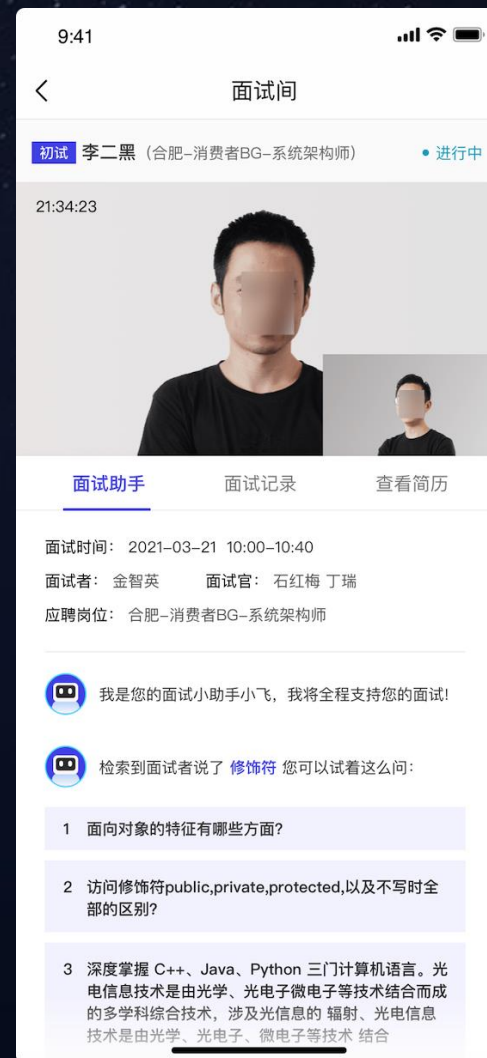 9:41
面试间
初试 李二黑（合肥-消费者BG-系统架构师） 进行中
21:34:23
面试助手 面试记录 查看简历
面试时间： 2021-03-21 10:00-10:40
面试者： 金智英 面试官： 石红梅 丁瑞
应聘岗位： 合肥-消费者BG-系统架构师
我是您的面试小助手小飞，我将全程支持您的面试!
检索到面试者说了 修饰符 您可以试着这么问：
1 面向对象的特征有哪些方面?
2 访问修饰符public,private,protected,以及不写时全
部的区别?
3 深度掌握 C++、Java、Python 三门计算机语言。光
电信息技术是由光学、光电子微电子等技术结合而成
的多学科综合技术，涉及光信息的 辐射、光电信息
技术是由光学、光电子、微电子等技术 结合